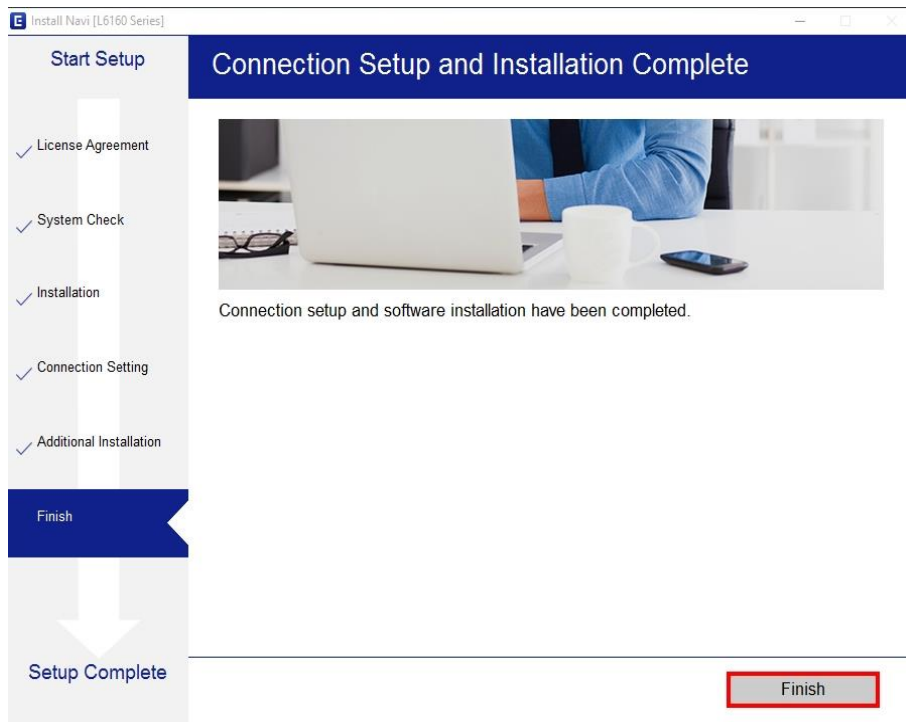 Install Navi [L6160 Series]
Start Setup
License Agreement
System Check
Installation
Connection Setting
Additional Installation
Finish
Setup Complete
Connection Setup and Installation Complete
Connection setup and software installation have been completed.
Finish